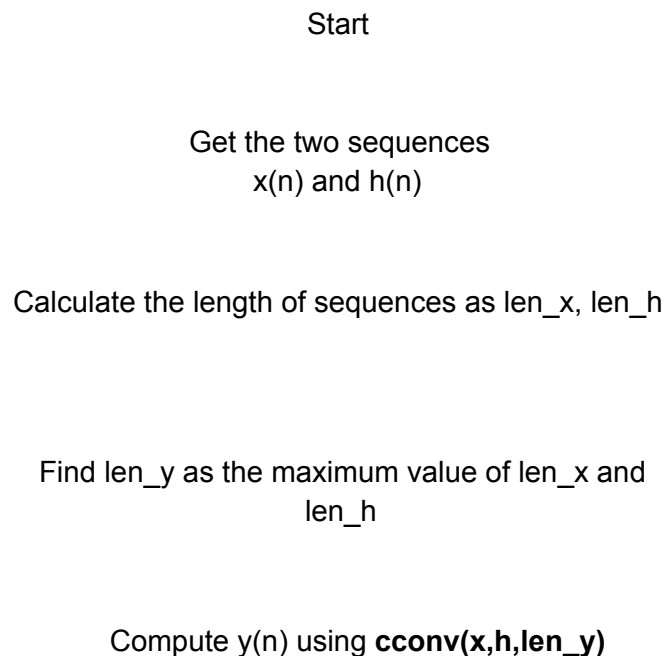 Start
Get the two sequences
x(n) and h(n)
Calculate the length of sequences as len_x, len_h
Find len_y as the maximum value of len_x and
len_h
Compute y(n) using cconv(x,h,len_y)